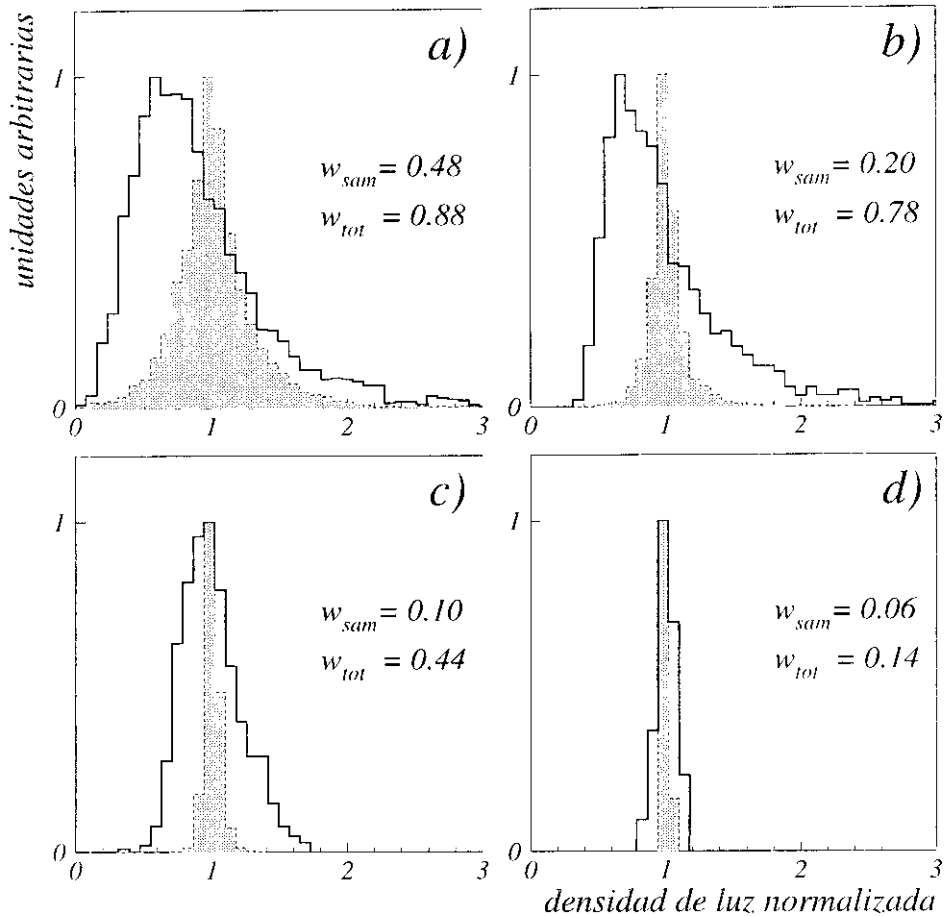 unidades arbitrarias
a)
1
w_sam = 0.48
w_tot = 0.88
0
0 1 2 3
b)
1
w_sam = 0.20
w_tot = 0.78
0
0 1 2 3
c)
1
w_sam = 0.10
w_tot = 0.44
0
0 1 2 3
d)
1
w_sam = 0.06
w_tot = 0.14
0
0 1 2 3
densidad de luz normalizada